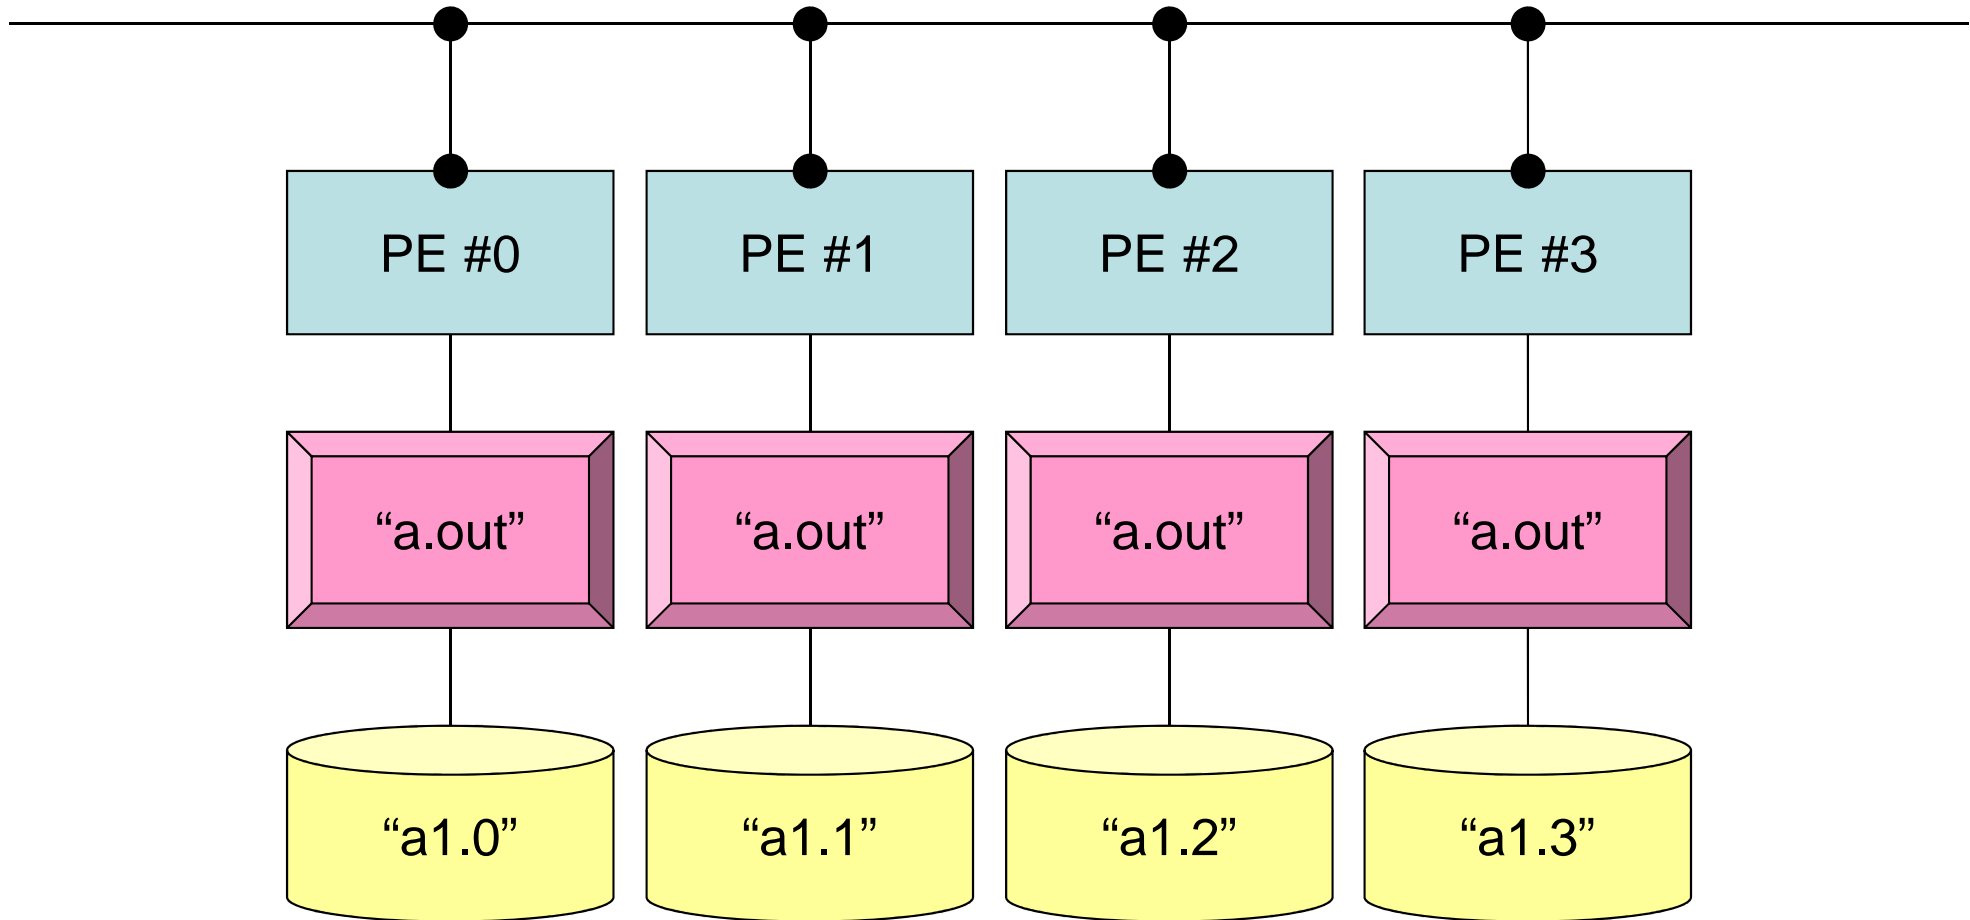 PE #0
PE #1
PE #2
PE #3
“a.out”
“a.out”
“a.out”
“a.out”
“a1.0”
“a1.1”
“a1.2”
“a1.3”